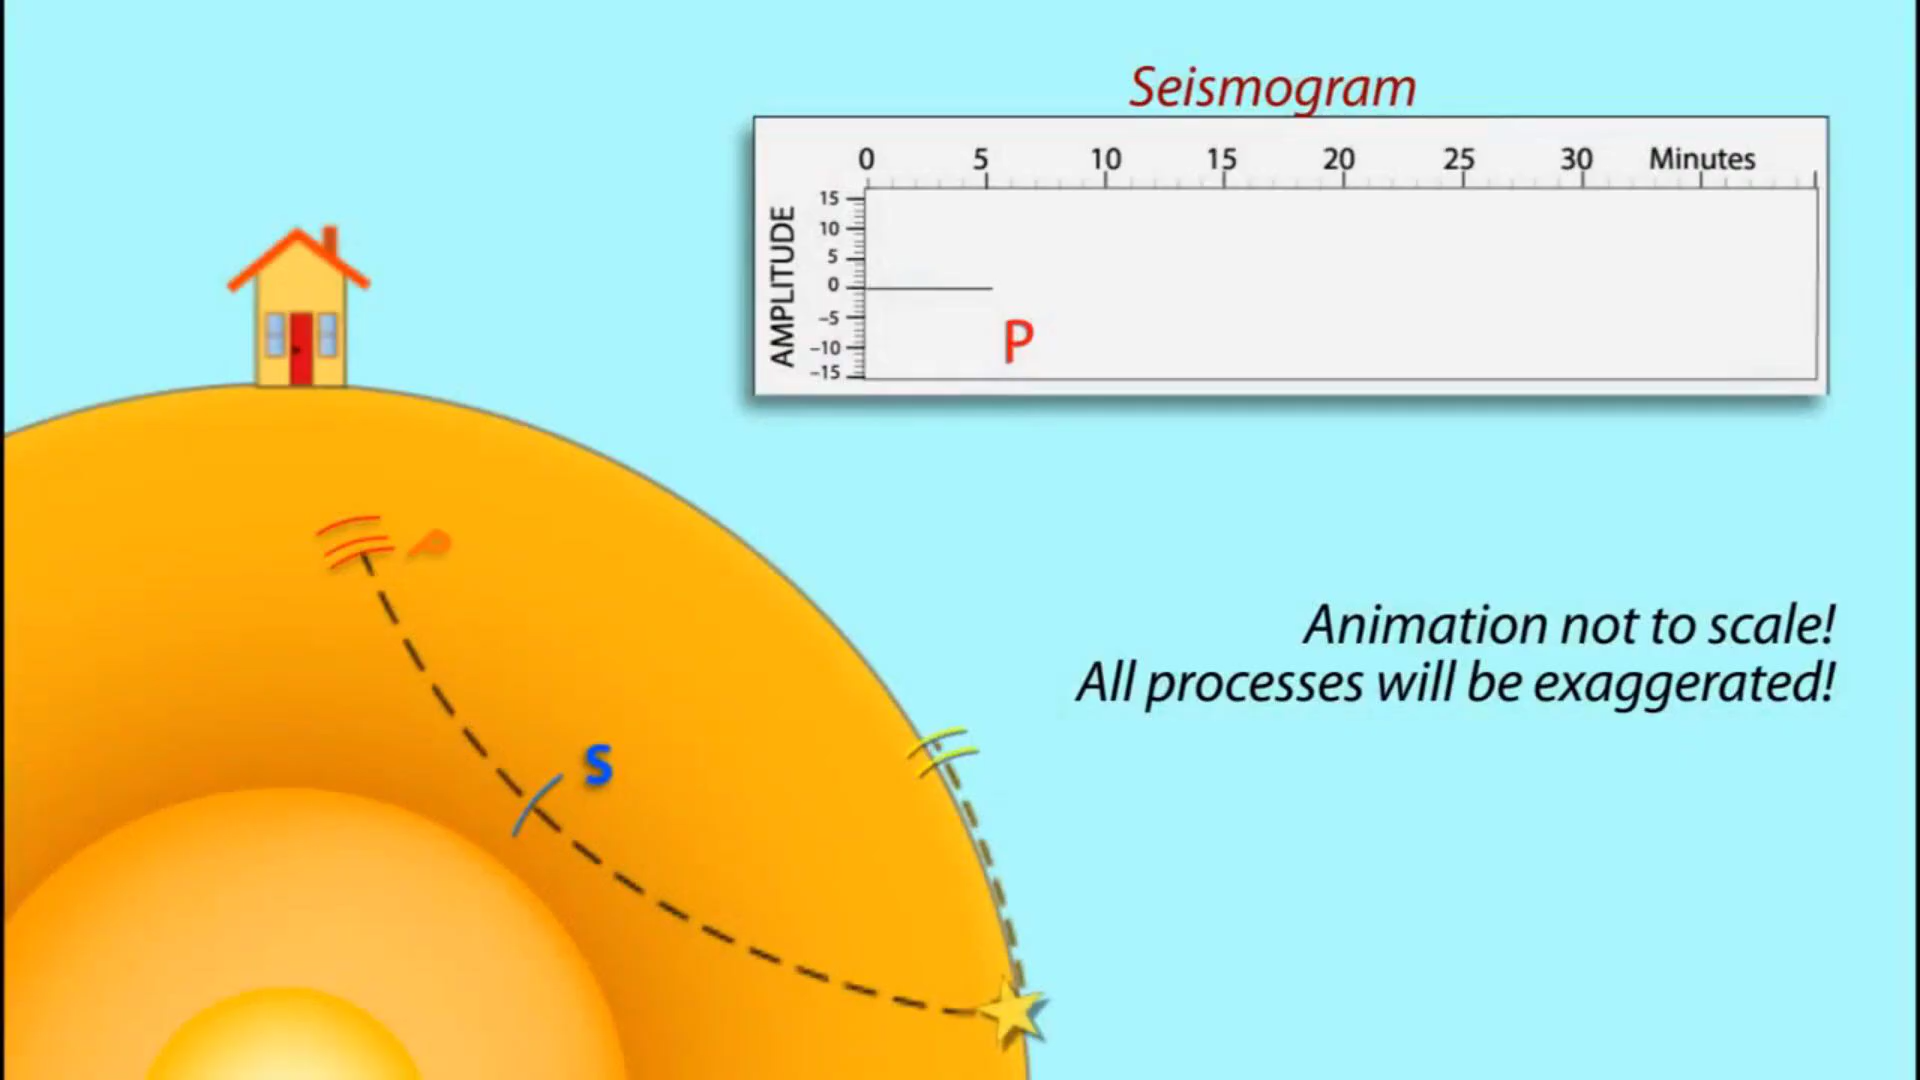 Seismogram
0 5 10 15 20 25 30 Minutes
AMPLITUDE
15
10
5
0
–5
–10
–15
P
P
S
Animation not to scale!
All processes will be exaggerated!